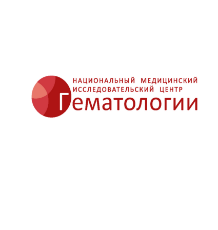 НАЦИОНАЛЬНЫЙ МЕДИЦИНСКИЙ
ИССЛЕДОВАТЕЛЬСКИЙ ЦЕНТР
Гематологии